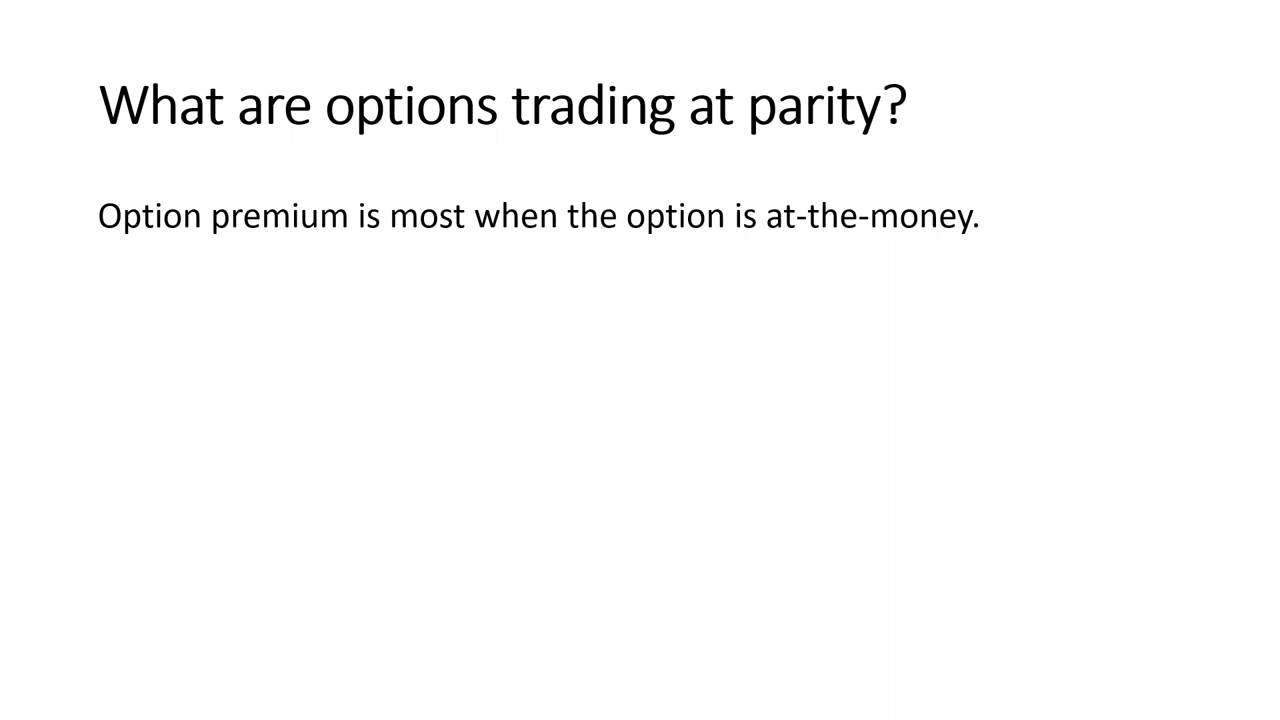 What are options trading at parity?
Option premium is most when the option is at-the-money.